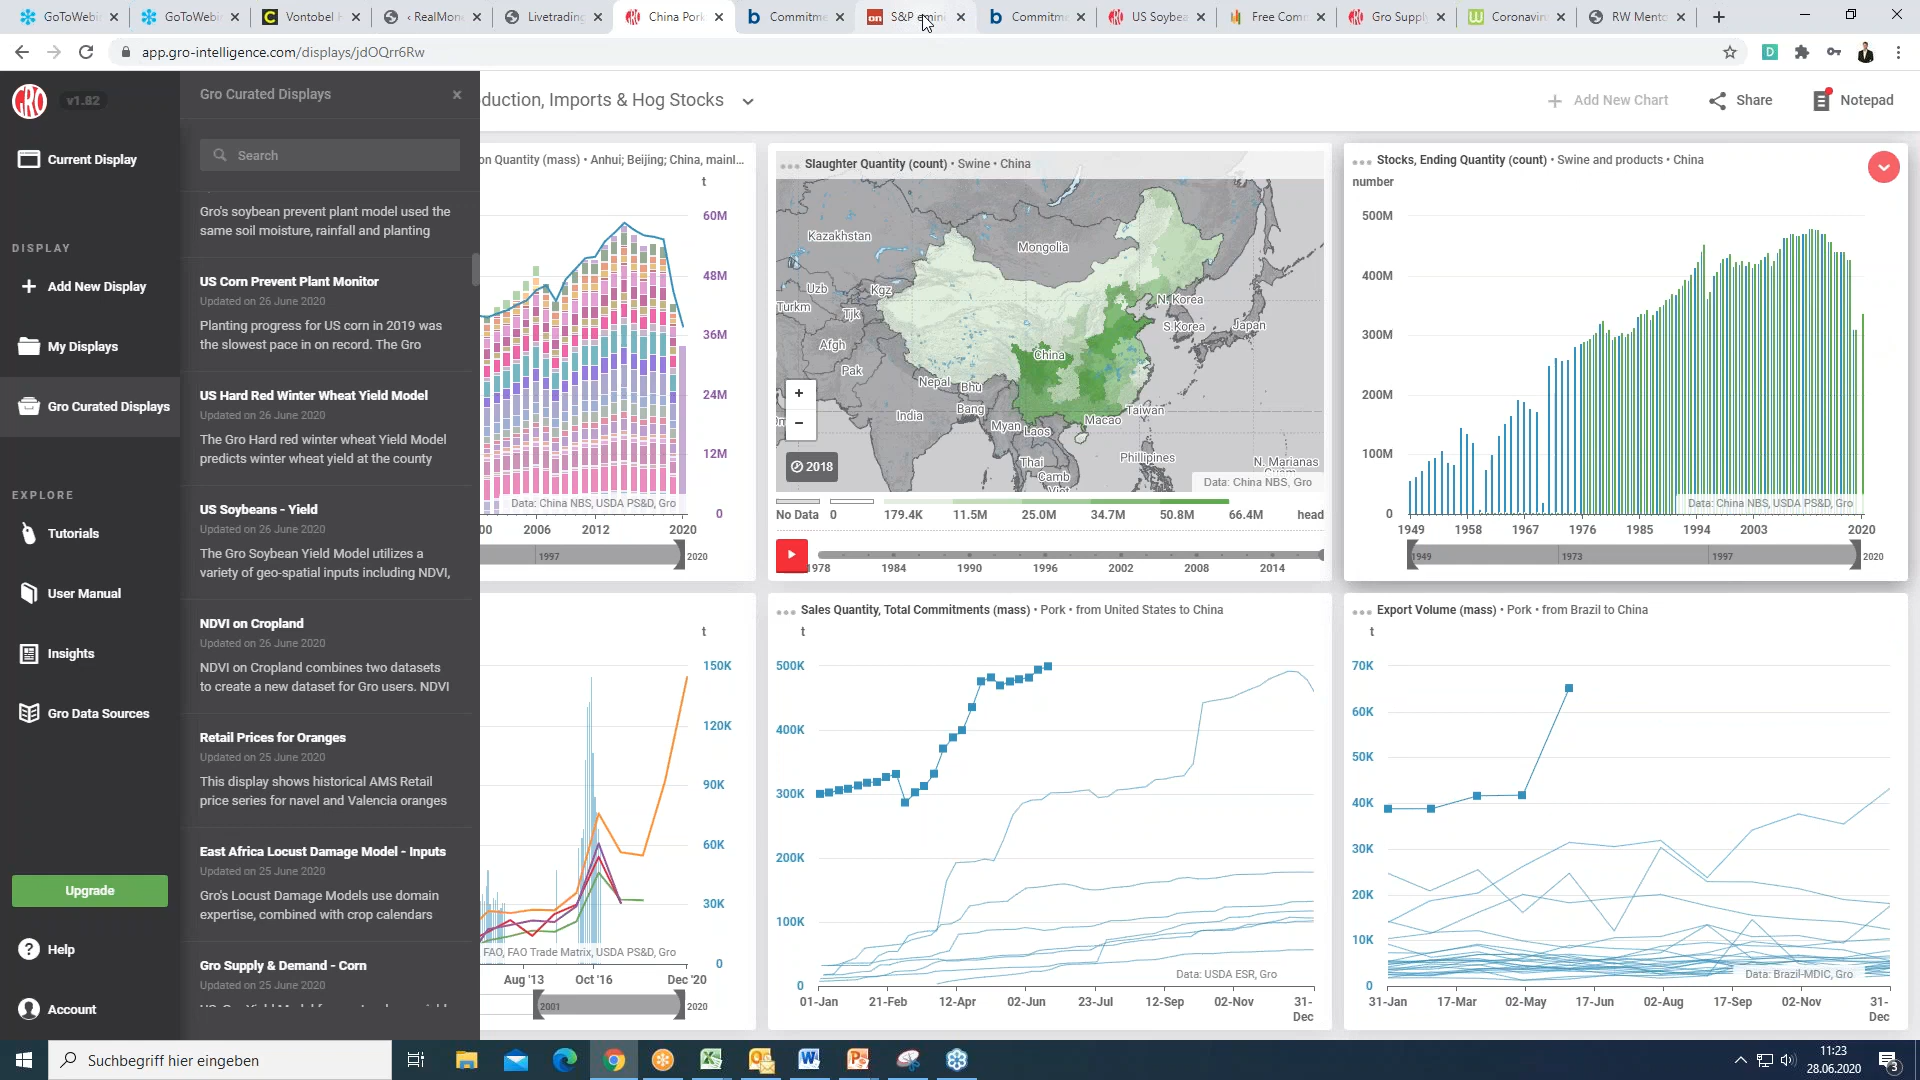 GoToWebin
GoToWebin
Vontobel
‹ RealMon
Livetrading
China Pork
Commitme
S&P emini
Commitm
US Soybea
Free Com
Gro Supply
Coronaviru
RW Mento
app.gro-intelligence.com/displays/jdOQrr6Rw
GRO
v1.82
Current Display
DISPLAY
Add New Display
My Displays
Gro Curated Displays
EXPLORE
Tutorials
User Manual
Insights
Gro Data Sources
Upgrade
Help
Account
Gro Curated Displays
Search
Gro's soybean prevent plant model used the
same soil moisture, rainfall and planting
US Corn Prevent Plant Monitor
Updated on 26 June 2020
Planting progress for US corn in 2019 was
the slowest pace in on record. The Gro
US Hard Red Winter Wheat Yield Model
Updated on 26 June 2020
The Gro Hard red winter wheat Yield Model
predicts winter wheat yield at the county
US Soybeans - Yield
Updated on 26 June 2020
The Gro Soybean Yield Model utilizes a
variety of geo-spatial inputs including NDVI,
NDVI on Cropland
Updated on 26 June 2020
NDVI on Cropland combines two datasets
to create a new dataset for Gro users. NDVI
Retail Prices for Oranges
Updated on 25 June 2020
This display shows historical AMS Retail
price series for navel and Valencia oranges
East Africa Locust Damage Model - Inputs
Updated on 25 June 2020
Gro's Locust Damage Models use domain
expertise, combined with crop calendars
Gro Supply & Demand - Corn
Updated on 25 June 2020
duction, Imports & Hog Stocks
Add New Chart
Share
Notepad
on Quantity (mass) • Anhui; Beijing; China, mainl...
t
60M
48M
36M
24M
12M
0
Data: China NBS, USDA PS&D, Gro
00 2006 2012 2020
1997 2020
Slaughter Quantity (count) • Swine • China
Kazakhstan
Mongolia
Uzb
Kgz
Turkm
Tjk
N. Korea
S.Korea
Japan
Afgh
China
Pak
Nepal
Bhu
India
Bang
Myan
Laos
Macao
Taiwan
Thai
Camb
Viet
Phillipines
N. Marianas
Guam
+
−
2018
Data: China NBS, Gro
No Data 0 179.4K 11.5M 25.0M 34.7M 50.8M 66.4M head
1978 1984 1990 1996 2002 2008 2014
Stocks, Ending Quantity (count) • Swine and products • China
number
500M
400M
300M
200M
100M
0
Data: China NBS, USDA PS&D, Gro
1949 1958 1967 1976 1985 1994 2003 2020
1949 1973 1997 2020
t
150K
120K
90K
60K
30K
0
FAO, FAO Trade Matrix, USDA PS&D, Gro
Aug '13 Oct '16 Dec '20
2001 2020
Sales Quantity, Total Commitments (mass) • Pork • from United States to China
t
500K
400K
300K
200K
100K
0
Data: USDA ESR, Gro
01-Jan 21-Feb 12-Apr 02-Jun 23-Jul 12-Sep 02-Nov 31-
Dec
Export Volume (mass) • Pork • from Brazil to China
t
70K
60K
50K
40K
30K
20K
10K
0
Data: Brazil-MDIC, Gro
31-Jan 17-Mar 02-May 17-Jun 02-Aug 17-Sep 02-Nov 31-
Dec
Suchbegriff hier eingeben
11:23
28.06.2020
3